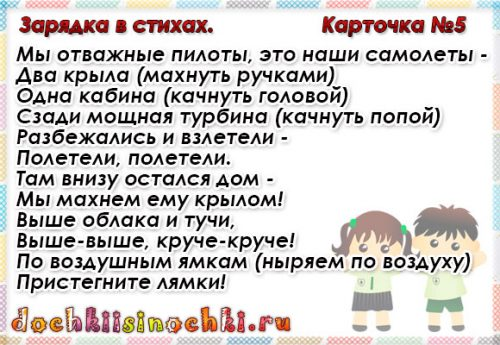 Зарядка в стихах. Карточка №5
Мы отважные пилоты, это наши самолеты -
Два крыла (махнуть ручками)
Одна кабина (качнуть головой)
Сзади мощная турбина (качнуть попой)
Разбежались и взлетели -
Полетели, полетели.
Там внизу остался дом -
Мы махнем ему крылом!
Выше облака и тучи,
Выше-выше, круче-круче!
По воздушным ямкам (ныряем по воздуху)
Пристегните лямки!
dochkiisinochki.ru